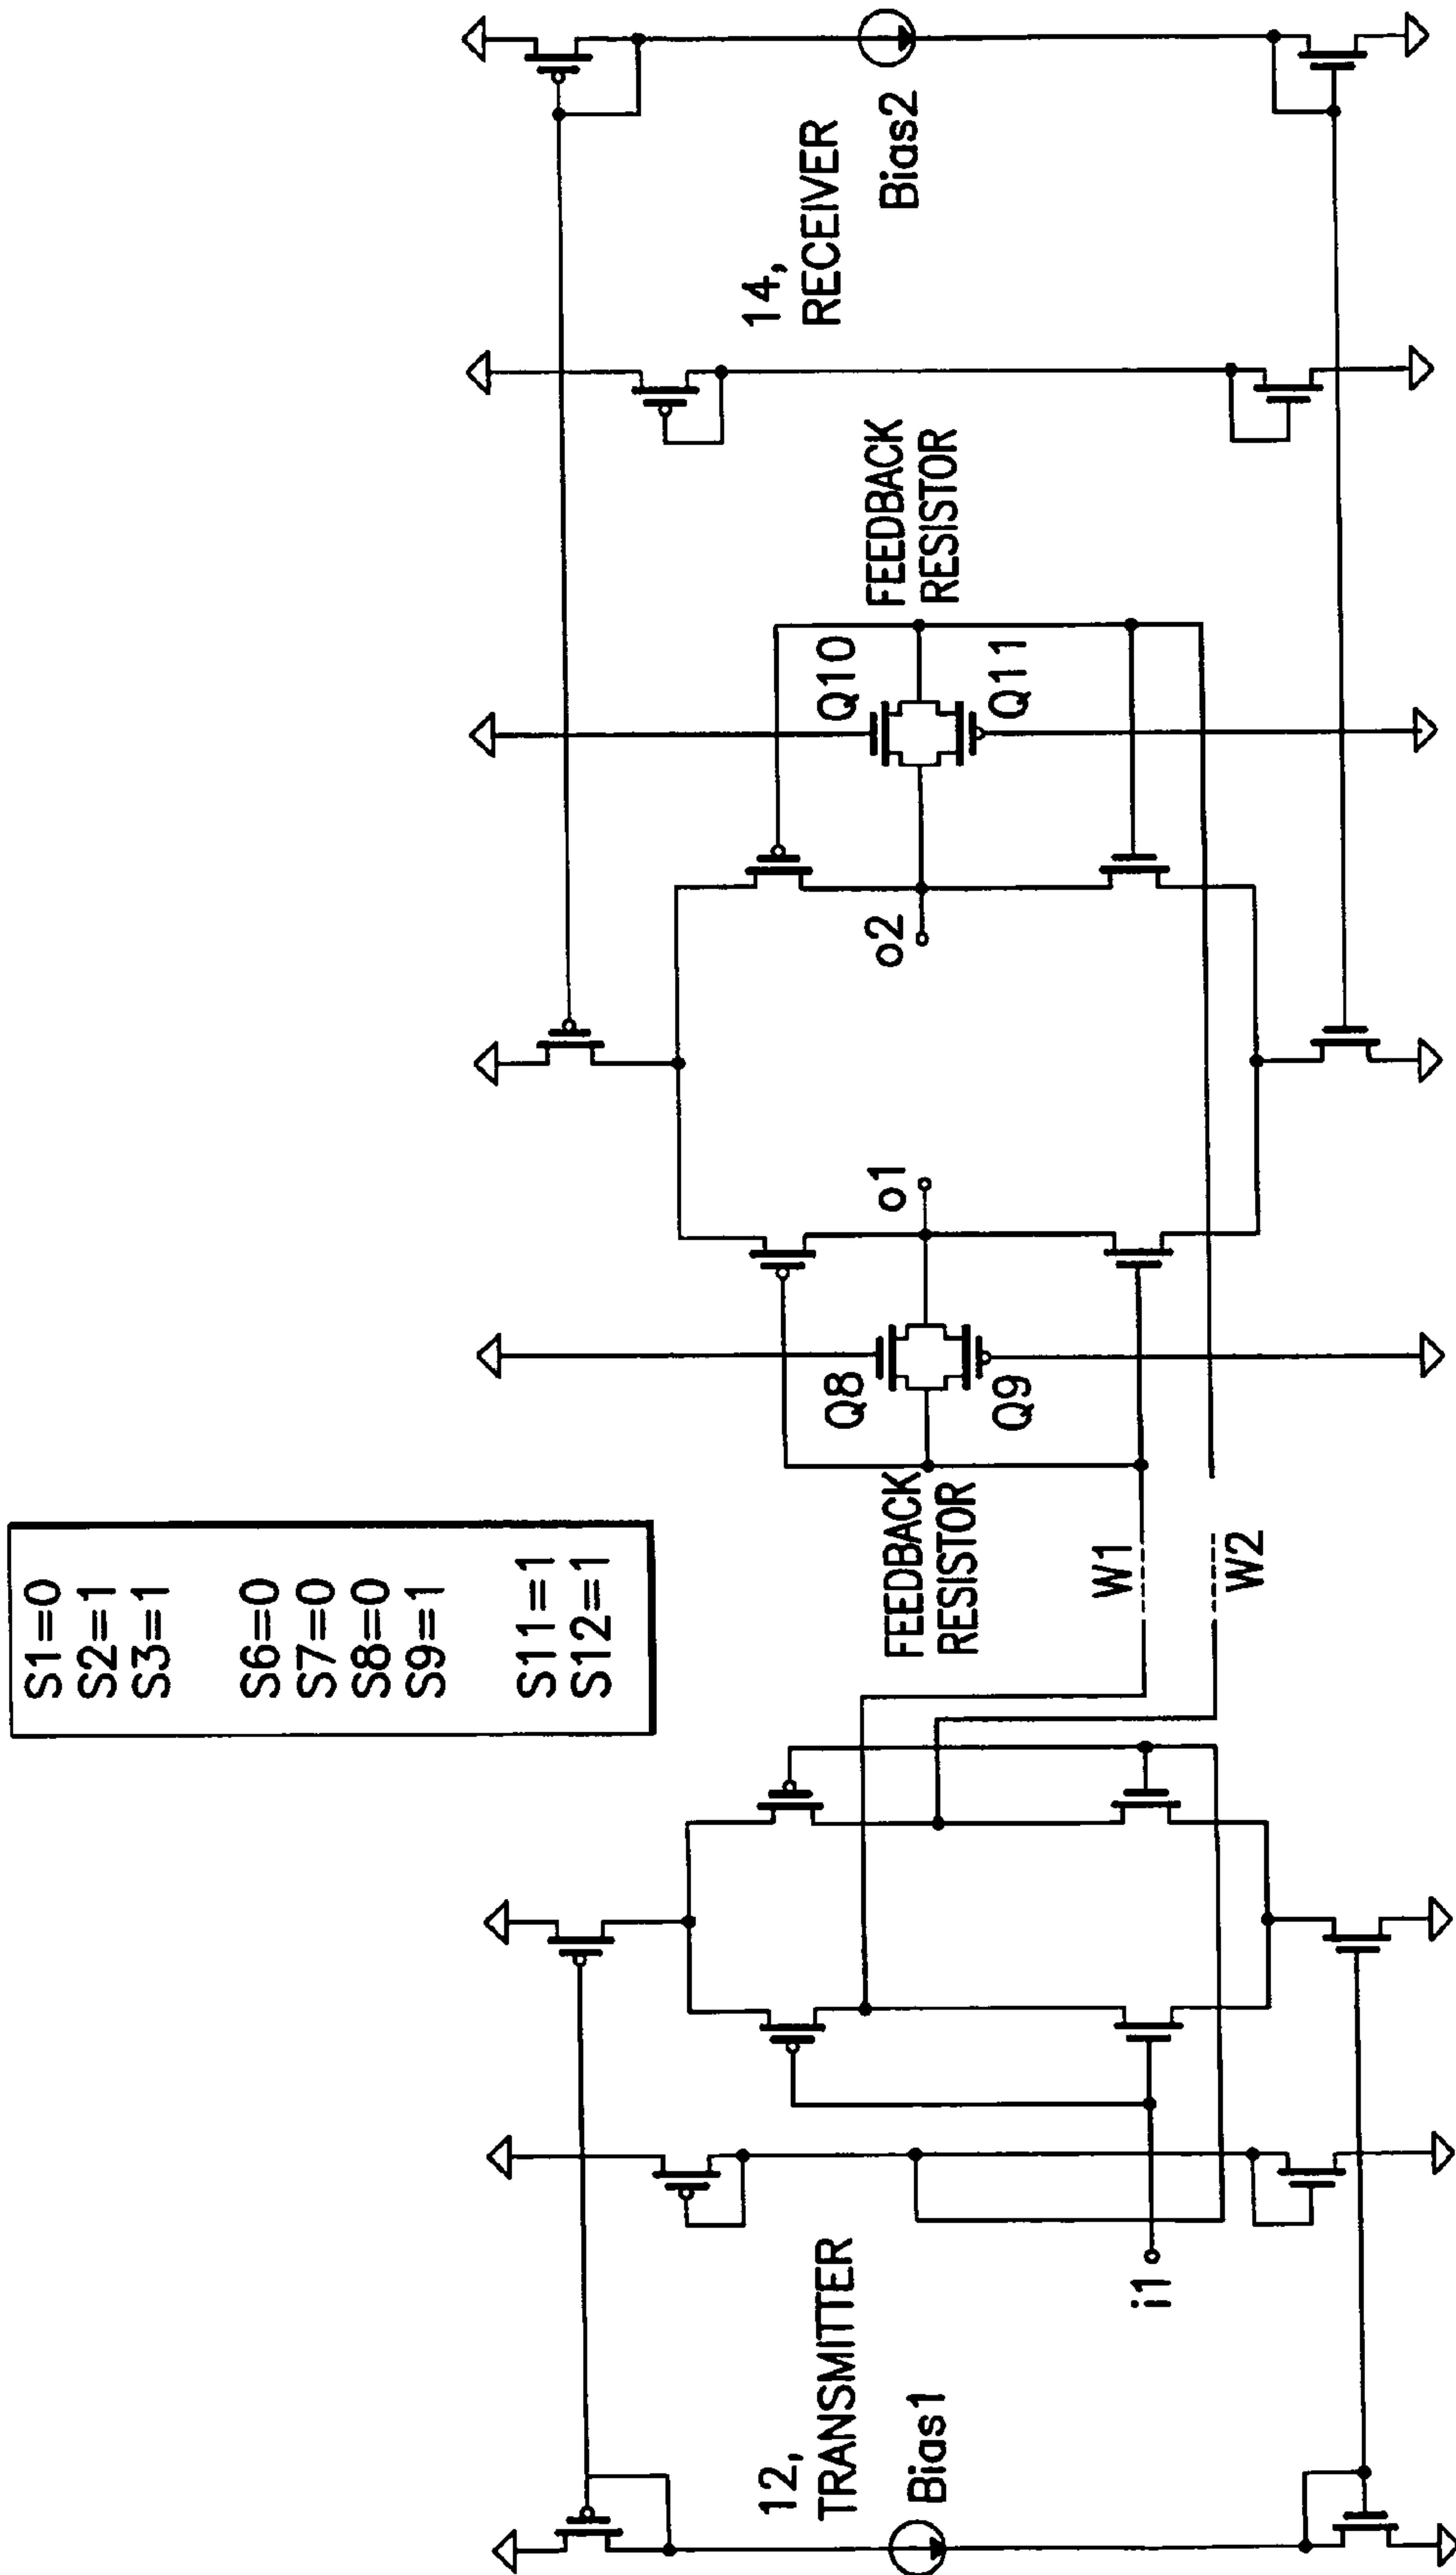 S1=0
S2=1
S3=1
S6=0
S7=0
S8=0
S9=1
S11=1
S12=1
12,
TRANSMITTER
Bias1
i1
W1
W2
FEEDBACK
RESISTOR
Q8
Q9
o1
o2
Q10
Q11
FEEDBACK
RESISTOR
14,
RECEIVER
Bias2